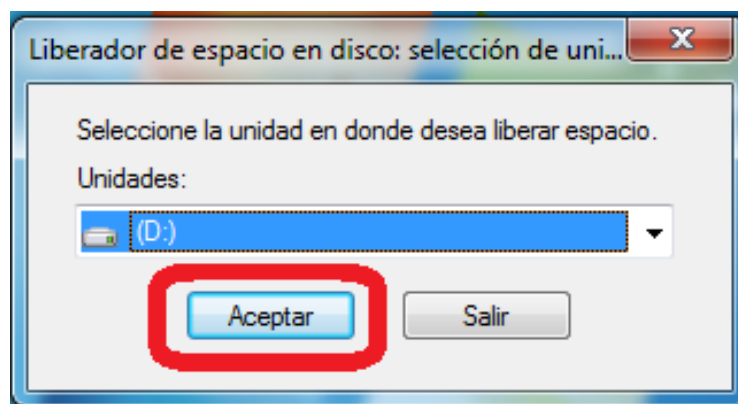 Liberador de espacio en disco: selección de uni...
Seleccione la unidad en donde desea liberar espacio.
Unidades:
(D:)
Aceptar Salir